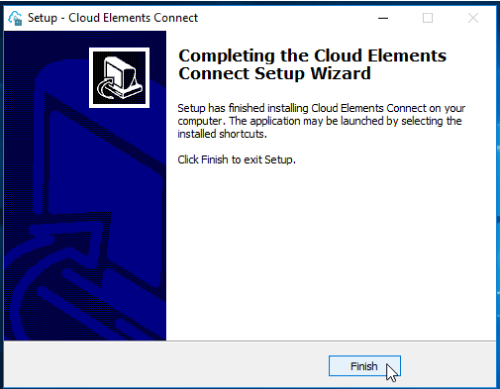 Setup - Cloud Elements Connect
Completing the Cloud Elements
Connect Setup Wizard
Setup has finished installing Cloud Elements Connect on your
computer. The application may be launched by selecting the
installed shortcuts.
Click Finish to exit Setup.
Finish